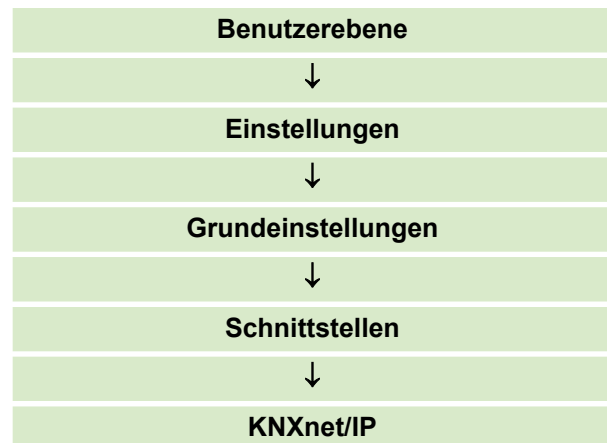 Benutzerebene
↓
Einstellungen
↓
Grundeinstellungen
↓
Schnittstellen
↓
KNXnet/IP